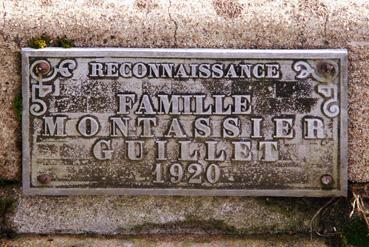 RECONNAISSANCE
FAMILLE
MONTASSIER
GUILLET
1920